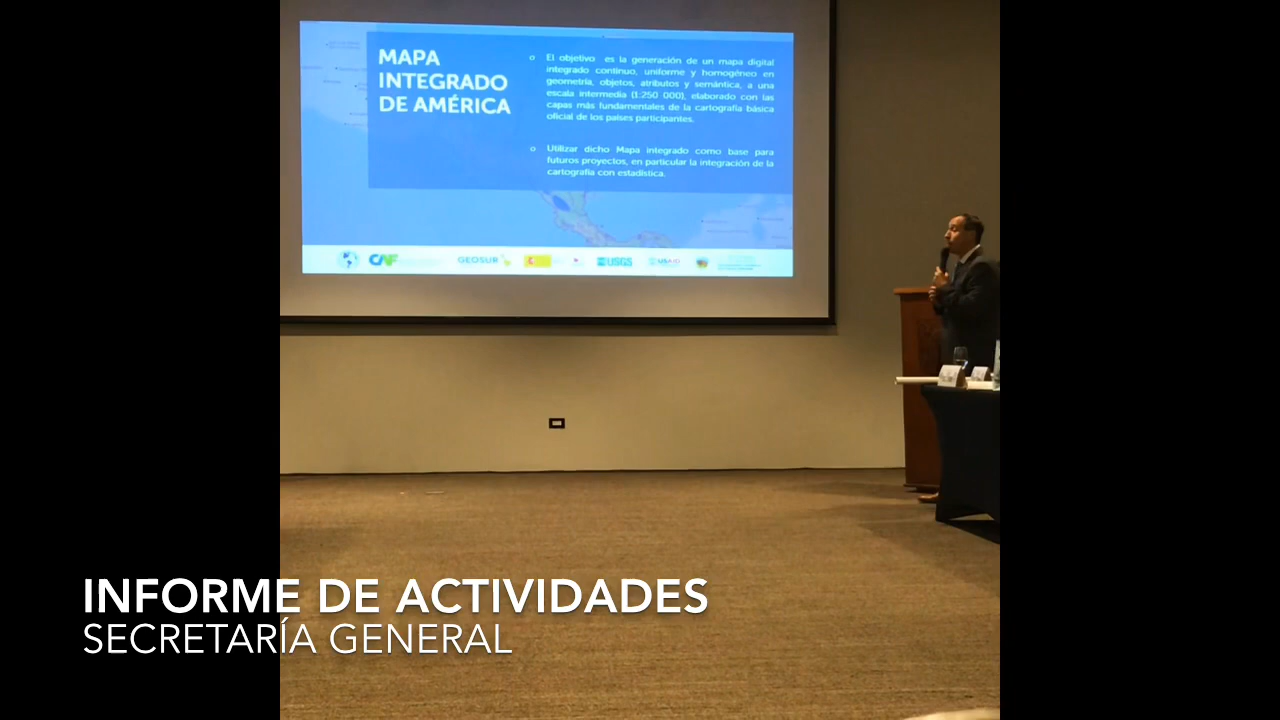 MAPA
INTEGRADO
DE AMÉRICA
o El objetivo es la generación de un mapa digital
integrado continuo, uniforme y homogéneo en
geometría, objetos, atributos y semántica, a una
escala intermedia (1:250 000), elaborado con las
capas más fundamentales de la cartografía básica
oficial de los países participantes.
o Utilizar dicho Mapa integrado como base para
futuros proyectos, en particular la integración de la
cartografía con estadística.
CAF GEOSUR USGS USAID
INFORME DE ACTIVIDADES
SECRETARÍA GENERAL